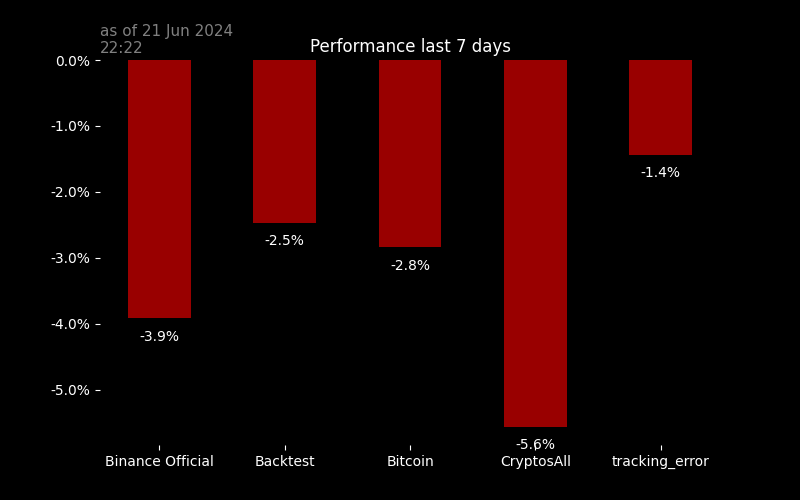 as of 21 Jun 2024
22:22
Performance last 7 days
0.0%
-1.0%
-2.0%
-3.0%
-4.0%
-5.0%
-3.9%
-2.5%
-2.8%
-5.6%
-1.4%
Binance Official
Backtest
Bitcoin
CryptosAll
tracking_error